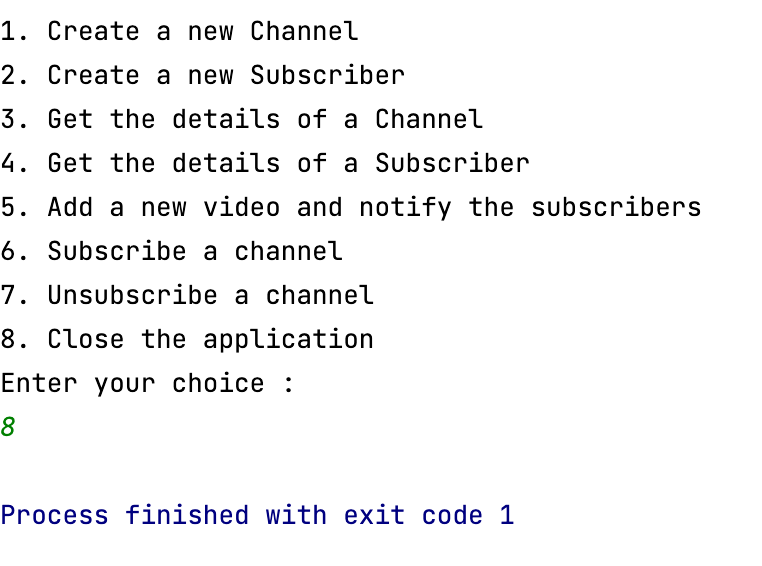 1. Create a new Channel
2. Create a new Subscriber
3. Get the details of a Channel
4. Get the details of a Subscriber
5. Add a new video and notify the subscribers
6. Subscribe a channel
7. Unsubscribe a channel
8. Close the application
Enter your choice :
8
Process finished with exit code 1